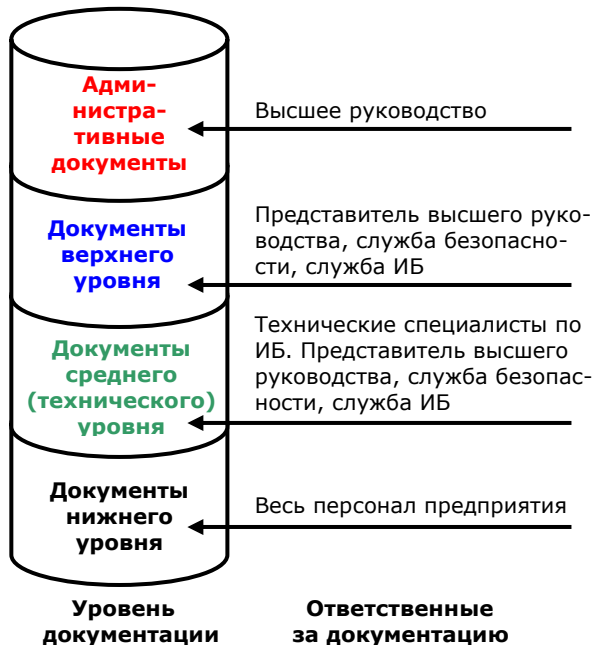 Адми-
нистра-
тивные
документы
Высшее руководство
Документы
верхнего
уровня
Представитель высшего руко-
водства, служба безопасно-
сти, служба ИБ
Документы
среднего
(технического)
уровня
Технические специалисты по
ИБ. Представитель высшего
руководства, служба безопас-
ности, служба ИБ
Документы
нижнего
уровня
Весь персонал предприятия
Уровень
документации
Ответственные
за документацию